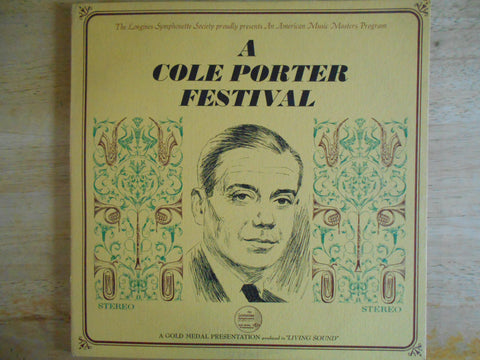 The Longines Symphonette Society proudly presents An American Music Masters Program
A
COLE PORTER
FESTIVAL
STEREO
STEREO
A GOLD MEDAL PRESENTATION produced in "LIVING SOUND"